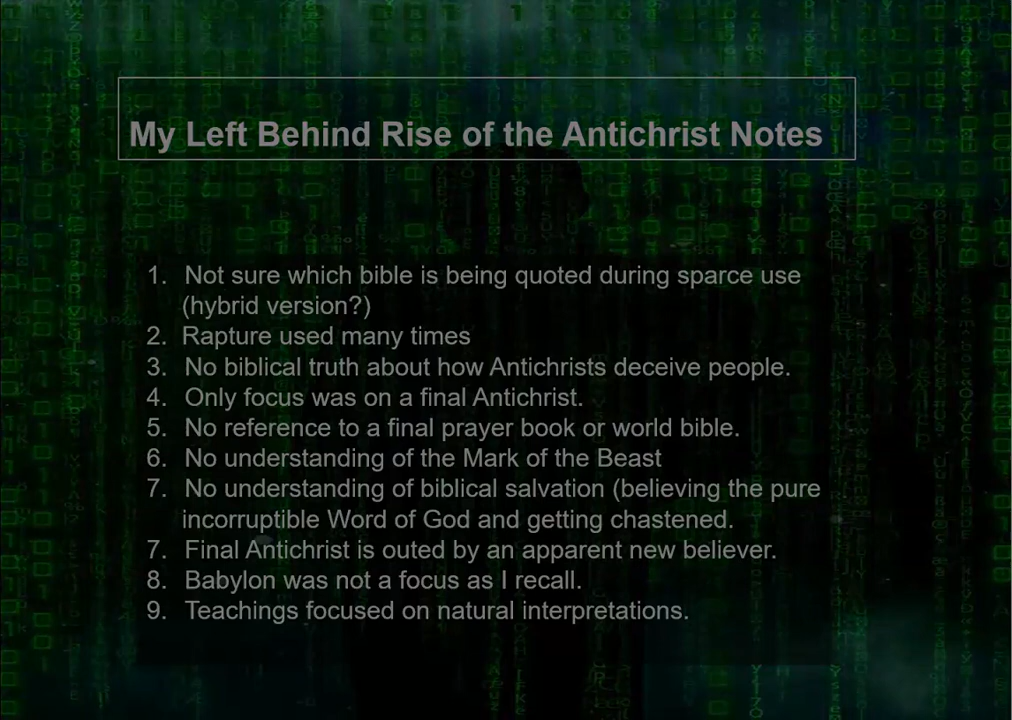 My Left Behind Rise of the Antichrist Notes
1. Not sure which bible is being quoted during sparce use
(hybrid version?)
2. Rapture used many times
3. No biblical truth about how Antichrists deceive people.
4. Only focus was on a final Antichrist.
5. No reference to a final prayer book or world bible.
6. No understanding of the Mark of the Beast
7. No understanding of biblical salvation (believing the pure
incorruptible Word of God and getting chastened.
7. Final Antichrist is outed by an apparent new believer.
8. Babylon was not a focus as I recall.
9. Teachings focused on natural interpretations.